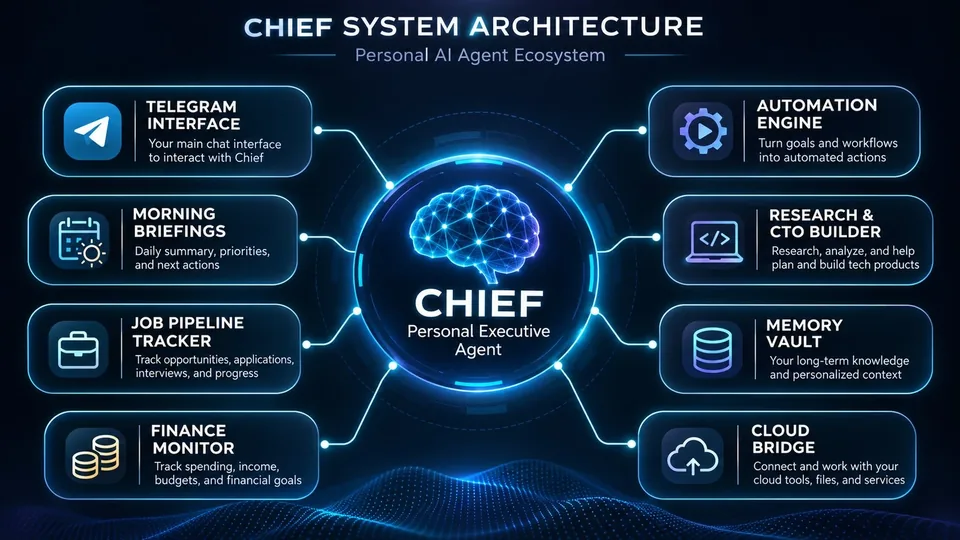 CHIEF SYSTEM ARCHITECTURE
Personal AI Agent Ecosystem
TELEGRAM
INTERFACE
Your main chat interface
to interact with Chief
MORNING
BRIEFINGS
Daily summary, priorities,
and next actions
JOB PIPELINE
TRACKER
Track opportunities, applications,
interviews, and progress
FINANCE
MONITOR
Track spending, income,
budgets, and financial goals
CHIEF
Personal Executive
Agent
AUTOMATION
ENGINE
Turn goals and workflows
into automated actions
</>
RESEARCH &
CTO BUILDER
Research, analyze, and help
plan and build tech products
MEMORY
VAULT
Your long-term knowledge
and personalized context
CLOUD
BRIDGE
Connect and work with your
cloud tools, files, and services